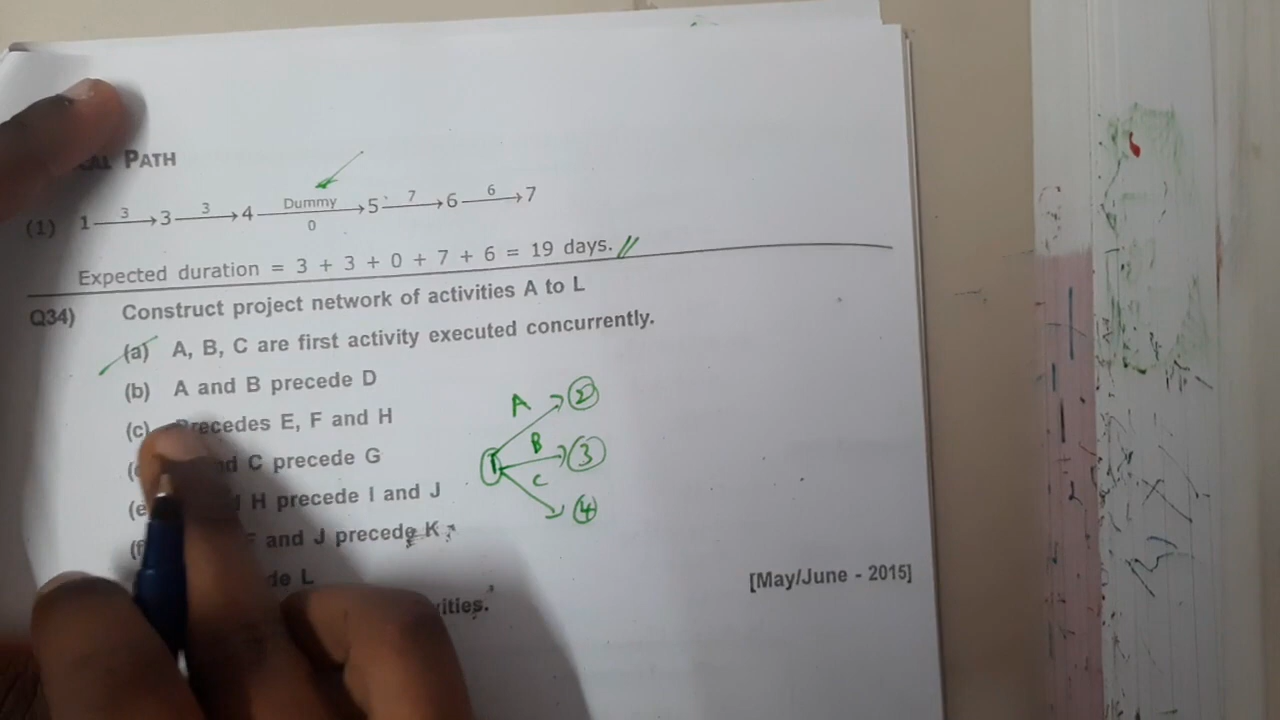 PATH
(1) 1 3 3 3 4 Dummy 0 5 7 6 6 7
Expected duration = 3 + 3 + 0 + 7 + 6 = 19 days.
Q34) Construct project network of activities A to L
(a) A, B, C are first activity executed concurrently.
(b) A and B precede D
(c) Precedes E, F and H
C precede G
H precede I and J
and J precede K
L
[May/June - 2015]
A 2
B 3
1
C 4